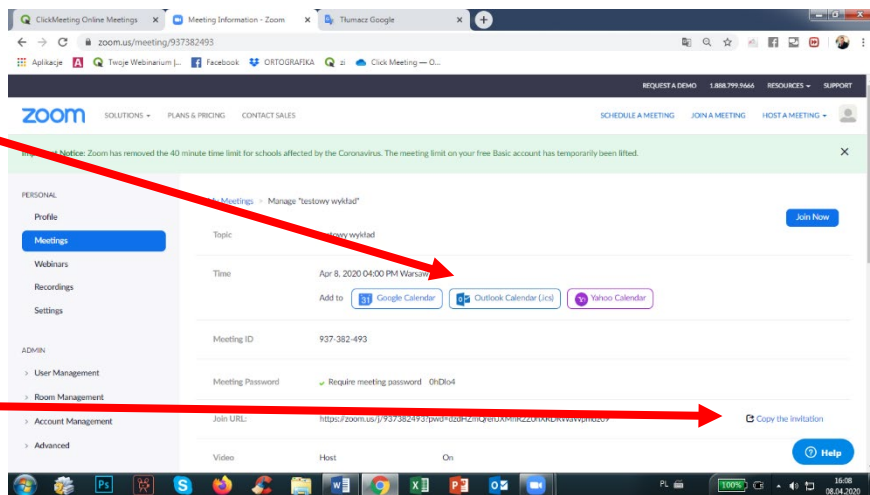 ClickMeeting Online Meetings
Meeting Information - Zoom
Tłumacz Google
zoom.us/meeting/937382493
Aplikacje
Twoje Webinarium |...
Facebook
ORTOGRAFIKA
zi
Click Meeting — O...
REQUEST A DEMO 1.888.799.9666 RESOURCES SUPPORT
zoom
SOLUTIONS PLANS & PRICING CONTACT SALES
SCHEDULE A MEETING JOIN A MEETING HOST A MEETING
Notice: Zoom has removed the 40 minute time limit for schools affected by the Coronavirus. The meeting limit on your free Basic account has temporarily been lifted.
PERSONAL
Profile
Meetings
Webinars
Recordings
Settings
ADMIN
User Management
Room Management
Account Management
Advanced
Meetings > Manage "testowy wykład"
Join Now
Topic
wykład
Time
Apr 8, 2020 04:00 PM Warsaw
Add to
31 Google Calendar
Outlook Calendar (.ics)
Yahoo Calendar
Meeting ID
937-382-493
Meeting Password
Require meeting password 0hDlo4
Join URL:
Copy the invitation
Video
Host
On
Help
PL
100%
16:08
08.04.2020